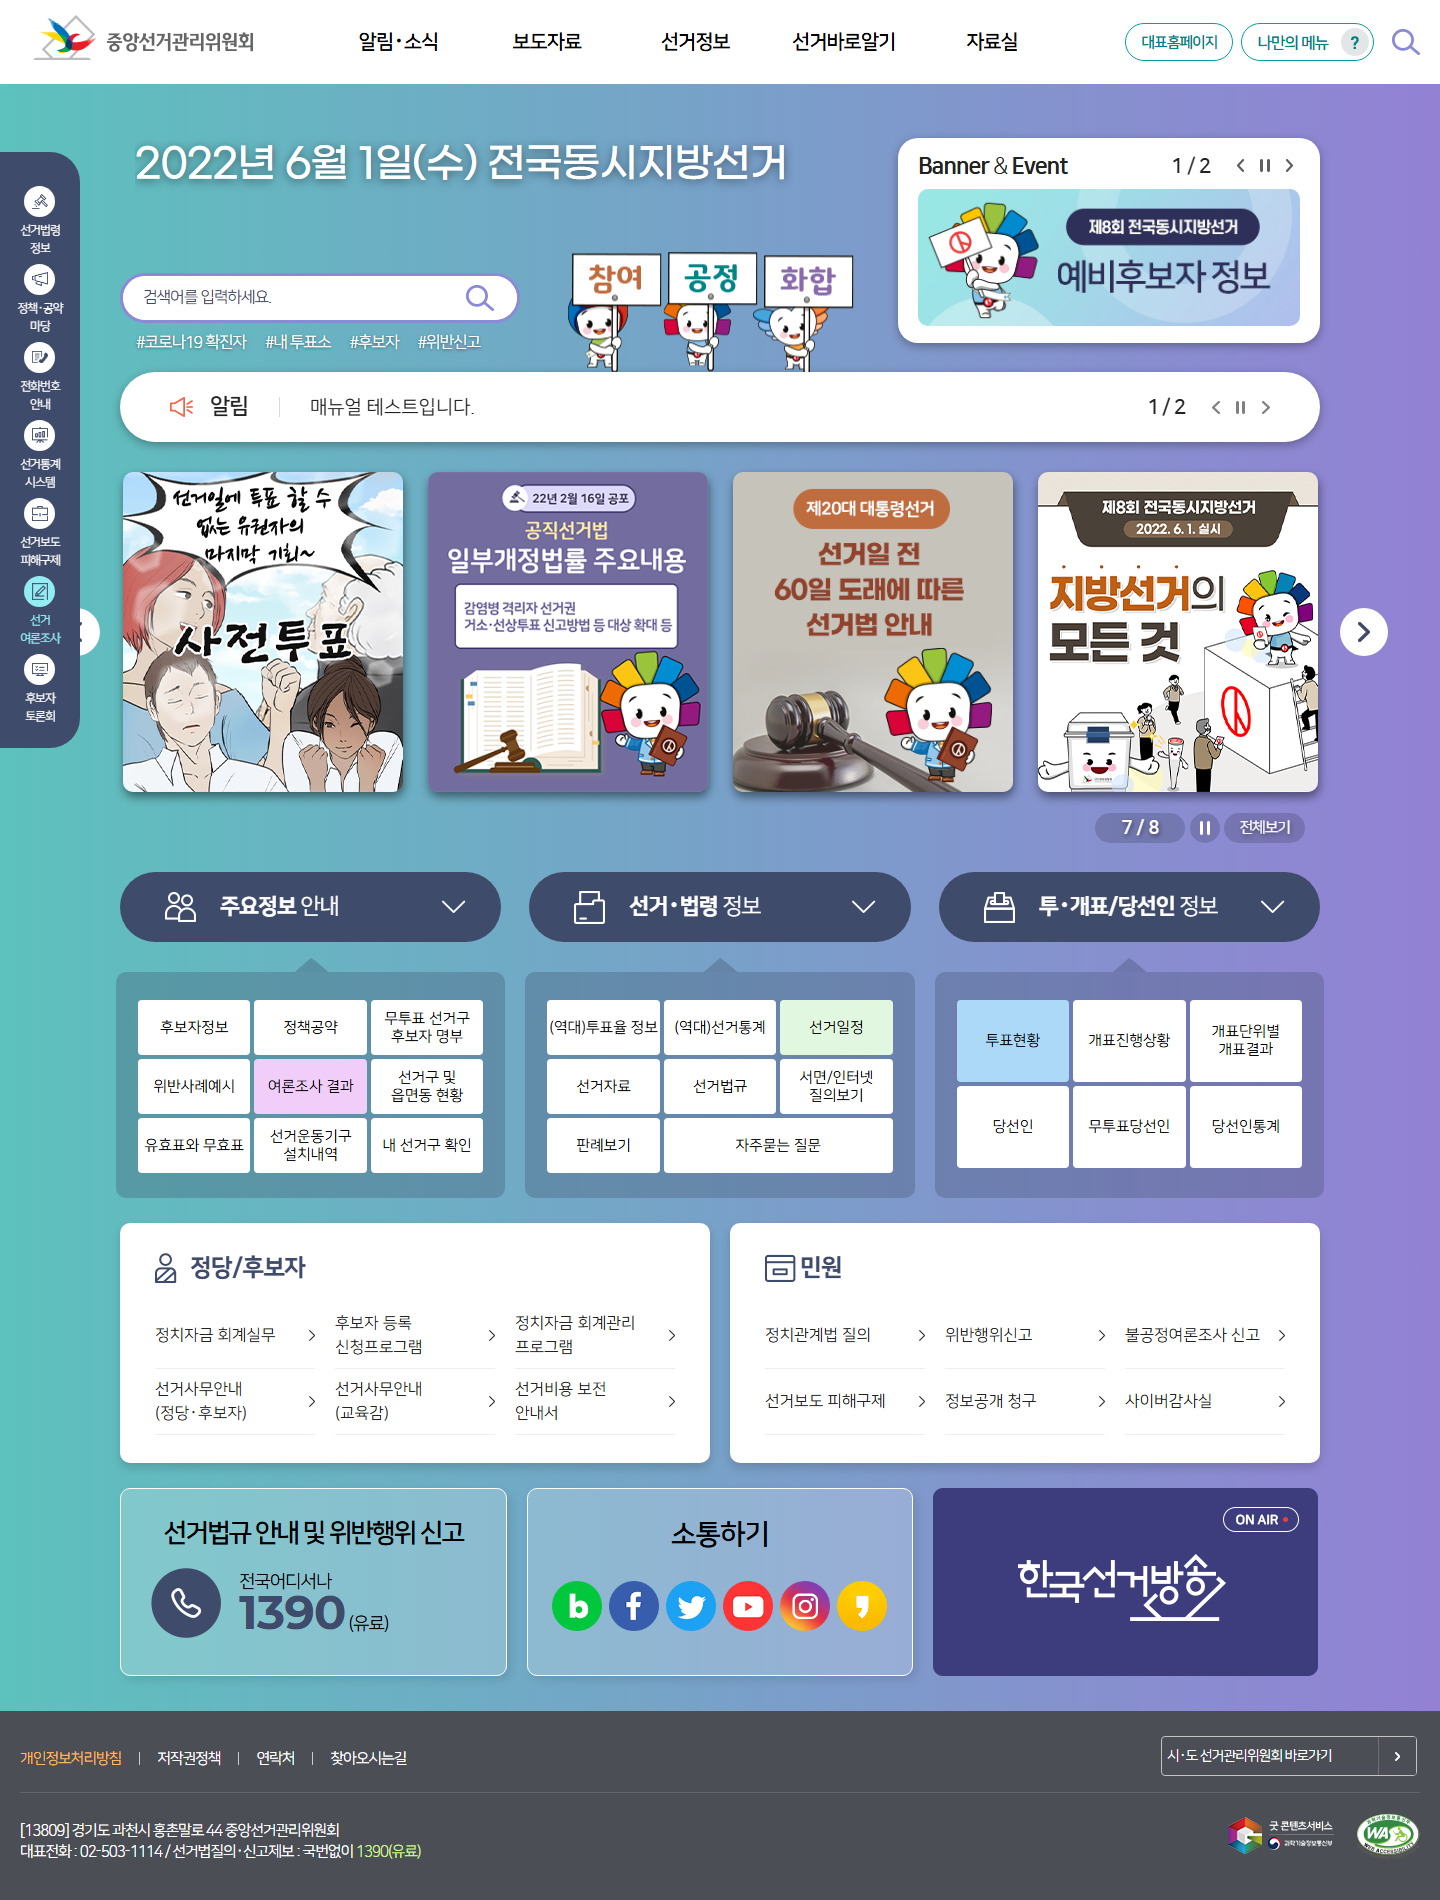 중앙선거관리위원회
알림·소식
보도자료
선거정보
선거바로알기
자료실
대표홈페이지
나만의 메뉴 ?
2022년 6월 1일(수) 전국동시지방선거
Banner & Event
1 / 2
제8회 전국동시지방선거
예비후보자 정보
검색어를 입력하세요.
#코로나19 확진자 #내 투표소 #후보자 #위반신고
참여
공정
화합
선거법령
정보
정책·공약
마당
전화번호
안내
선거통계
시스템
선거보도
피해구제
선거
여론조사
후보자
토론회
알림
매뉴얼 테스트입니다.
1 / 2
선거일에 투표 할 수
없는 유권자의
마지막 기회~
사전투표
22년 2월 16일 공포
공직선거법
일부개정법률 주요내용
감염병 격리자 선거권
거소·선상투표 신고방법 등 대상 확대 등
제20대 대통령선거
선거일 전
60일 도래에 따른
선거법 안내
제8회 전국동시지방선거
2022. 6. 1. 실시
지방선거의
모든 것
7 / 8
전체보기
주요정보 안내
선거·법령 정보
투·개표/당선인 정보
후보자정보
정책공약
무투표 선거구
후보자 명부
위반사례예시
여론조사 결과
선거구 및
읍면동 현황
유효표와 무효표
선거운동기구
설치내역
내 선거구 확인
(역대)투표율 정보
(역대)선거통계
선거일정
선거자료
선거법규
서면/인터넷
질의보기
판례보기
자주묻는 질문
투표현황
개표진행상황
개표단위별
개표결과
당선인
무투표당선인
당선인통계
정당/후보자
정치자금 회계실무
후보자 등록
신청프로그램
정치자금 회계관리
프로그램
선거사무안내
(정당·후보자)
선거사무안내
(교육감)
선거비용 보전
안내서
민원
정치관계법 질의
위반행위신고
불공정여론조사 신고
선거보도 피해구제
정보공개 청구
사이버감사실
선거법규 안내 및 위반행위 신고
전국어디서나
1390 (유료)
소통하기
ON AIR
한국선거방송
개인정보처리방침
저작권정책
연락처
찾아오시는길
시·도 선거관리위원회 바로가기
[13809] 경기도 과천시 홍촌말로 44 중앙선거관리위원회
대표전화 : 02-503-1114 / 선거법질의·신고제보 : 국번없이 1390(유료)
굿 콘텐츠서비스
과학기술정보통신부
WA
WEB ACCESSIBILITY